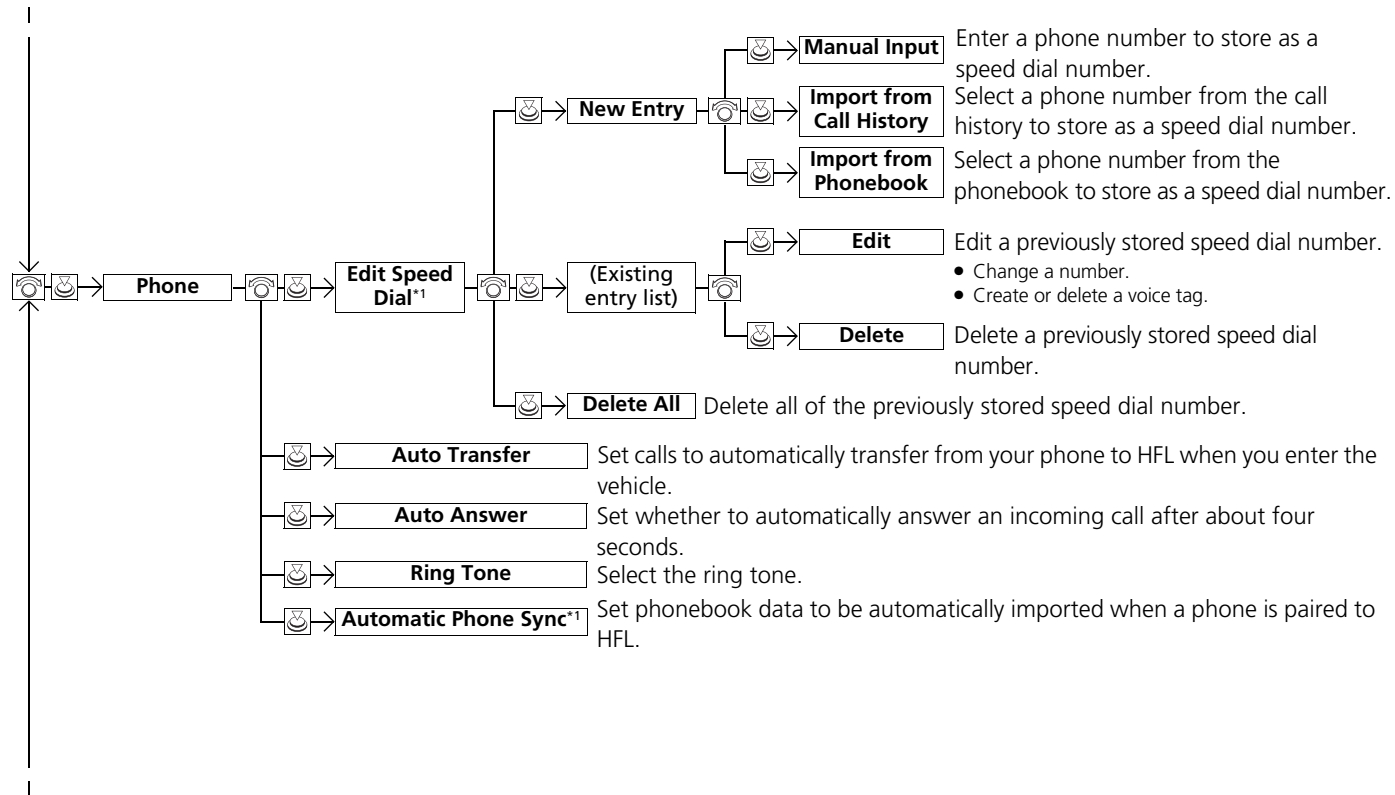 Manual Input
Enter a phone number to store as a
speed dial number.
New Entry
Import from
Call History
Select a phone number from the call
history to store as a speed dial number.
Import from
Phonebook
Select a phone number from the
phonebook to store as a speed dial number.
Phone
Edit Speed
Dial*1
(Existing
entry list)
Edit
Edit a previously stored speed dial number.
● Change a number.
● Create or delete a voice tag.
Delete
Delete a previously stored speed dial
number.
Delete All
Delete all of the previously stored speed dial number.
Auto Transfer
Set calls to automatically transfer from your phone to HFL when you enter the
vehicle.
Auto Answer
Set whether to automatically answer an incoming call after about four
seconds.
Ring Tone
Select the ring tone.
Automatic Phone Sync*1
Set phonebook data to be automatically imported when a phone is paired to
HFL.